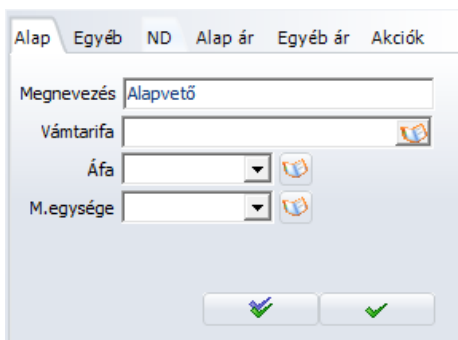 Alap Egyéb ND Alap ár Egyéb ár Akciók
Megnevezés Alapvető
Vámtarifa
Áfa
M.egysége